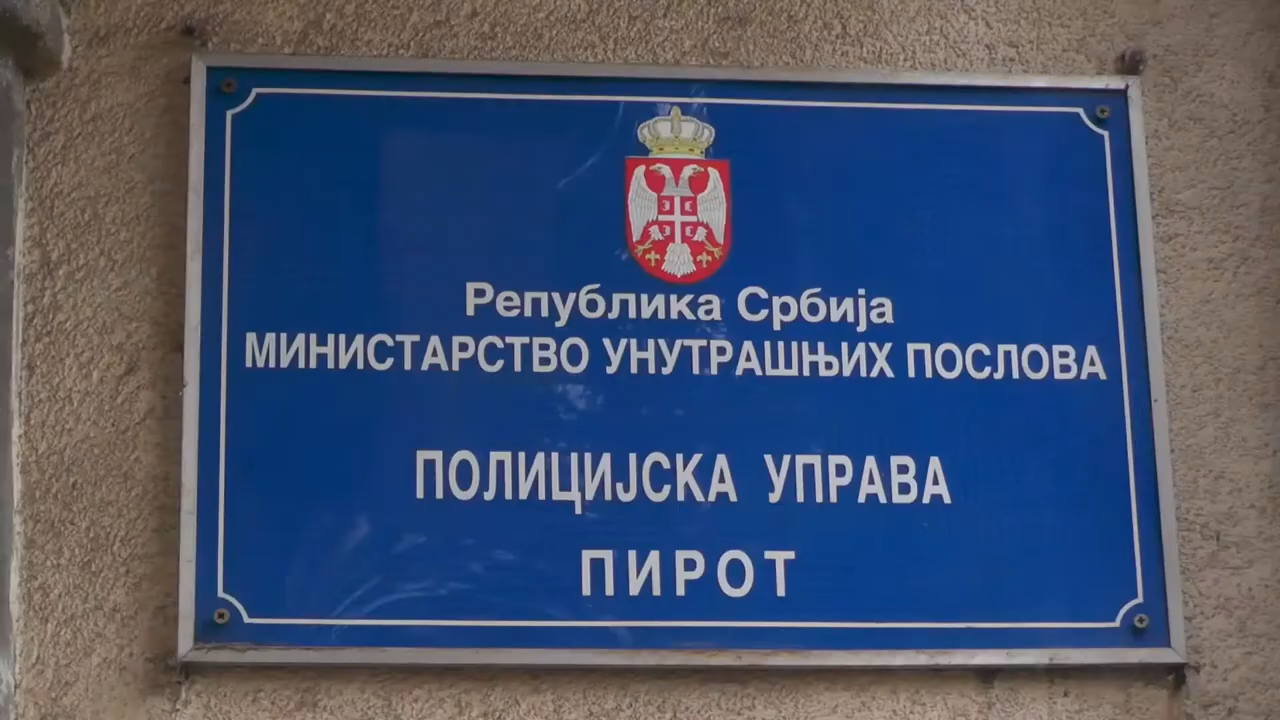 Република Србија
МИНИСТАРСТВО УНУТРАШЊИХ ПОСЛОВА
ПОЛИЦИЈСКА УПРАВА
ПИРОТ